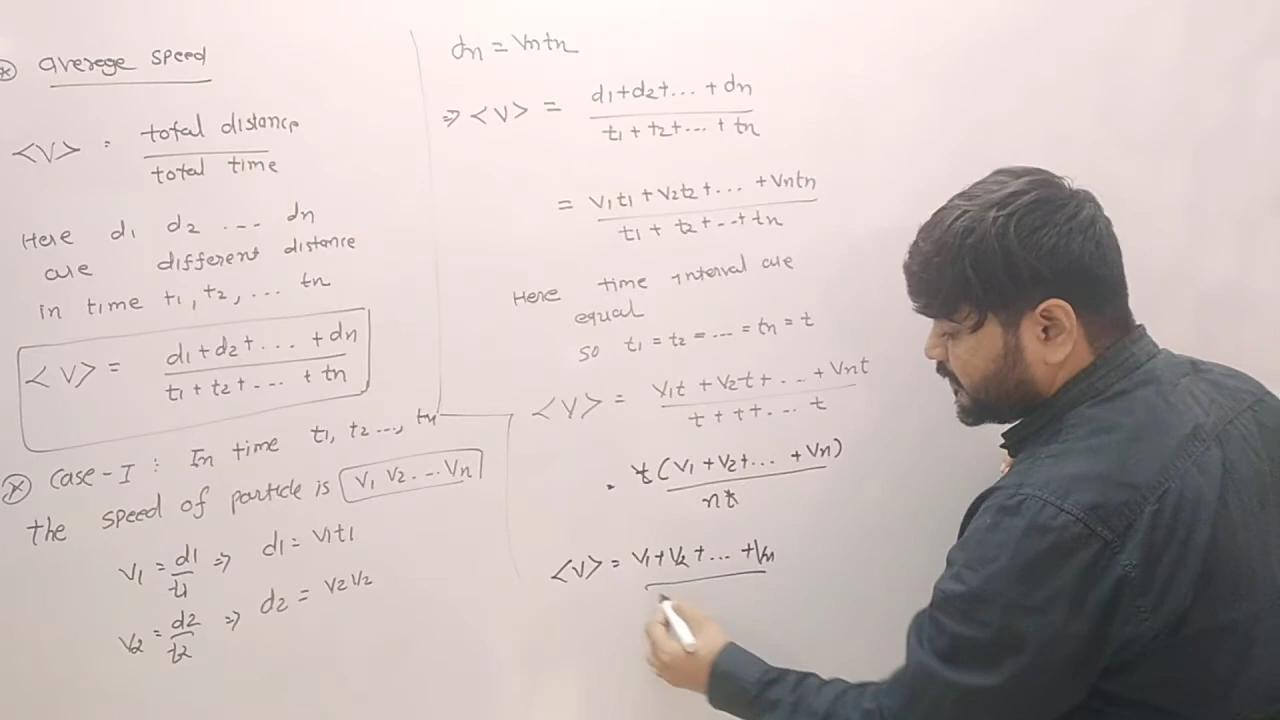 ⊛ average speed
<V> = total distance / total time
Here d1 d2 ... dn
are different distance
in time t1, t2, ... tn
<V> = d1+d2+... + dn / t1 + t2 + ... + tn
⊛ Case-I : In time t1, t2 ..., tn
the speed of particle is V1 V2 ... Vn
V1 = d1/t1 ⇒ d1 = V1t1
V2 = d2/t2 ⇒ d2 = V2 t/2
dn = Vntn
⇒ <V> = d1+d2+... + dn / t1 + t2+... + tn
= V1t1 + V2t2 + ... + Vntn / t1 + t2 + ... + tn
Here time interval are
equal
so t1 = t2 = ... = tn = t
<V> = V1t + V2t + ... + Vnt / t + t+ ... t
= t (V1 + V2+... + Vn) / nt
<V> = V1+V2 + ... + Vn